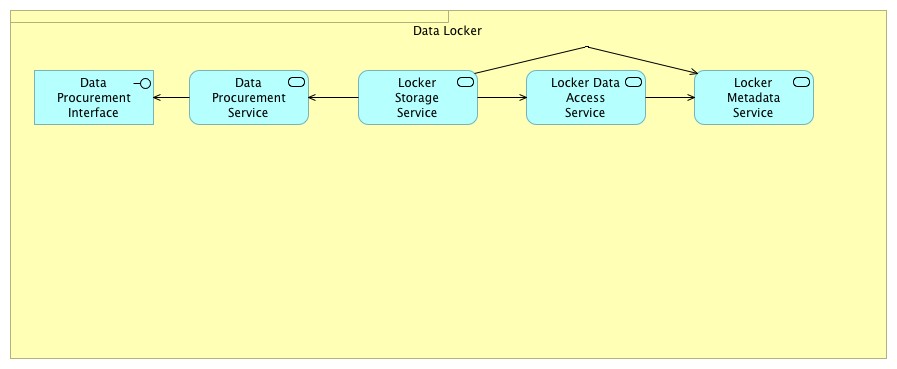 Data Locker
Data
Procurement
Interface
Data
Procurement
Service
Locker
Storage
Service
Locker Data
Access
Service
Locker
Metadata
Service